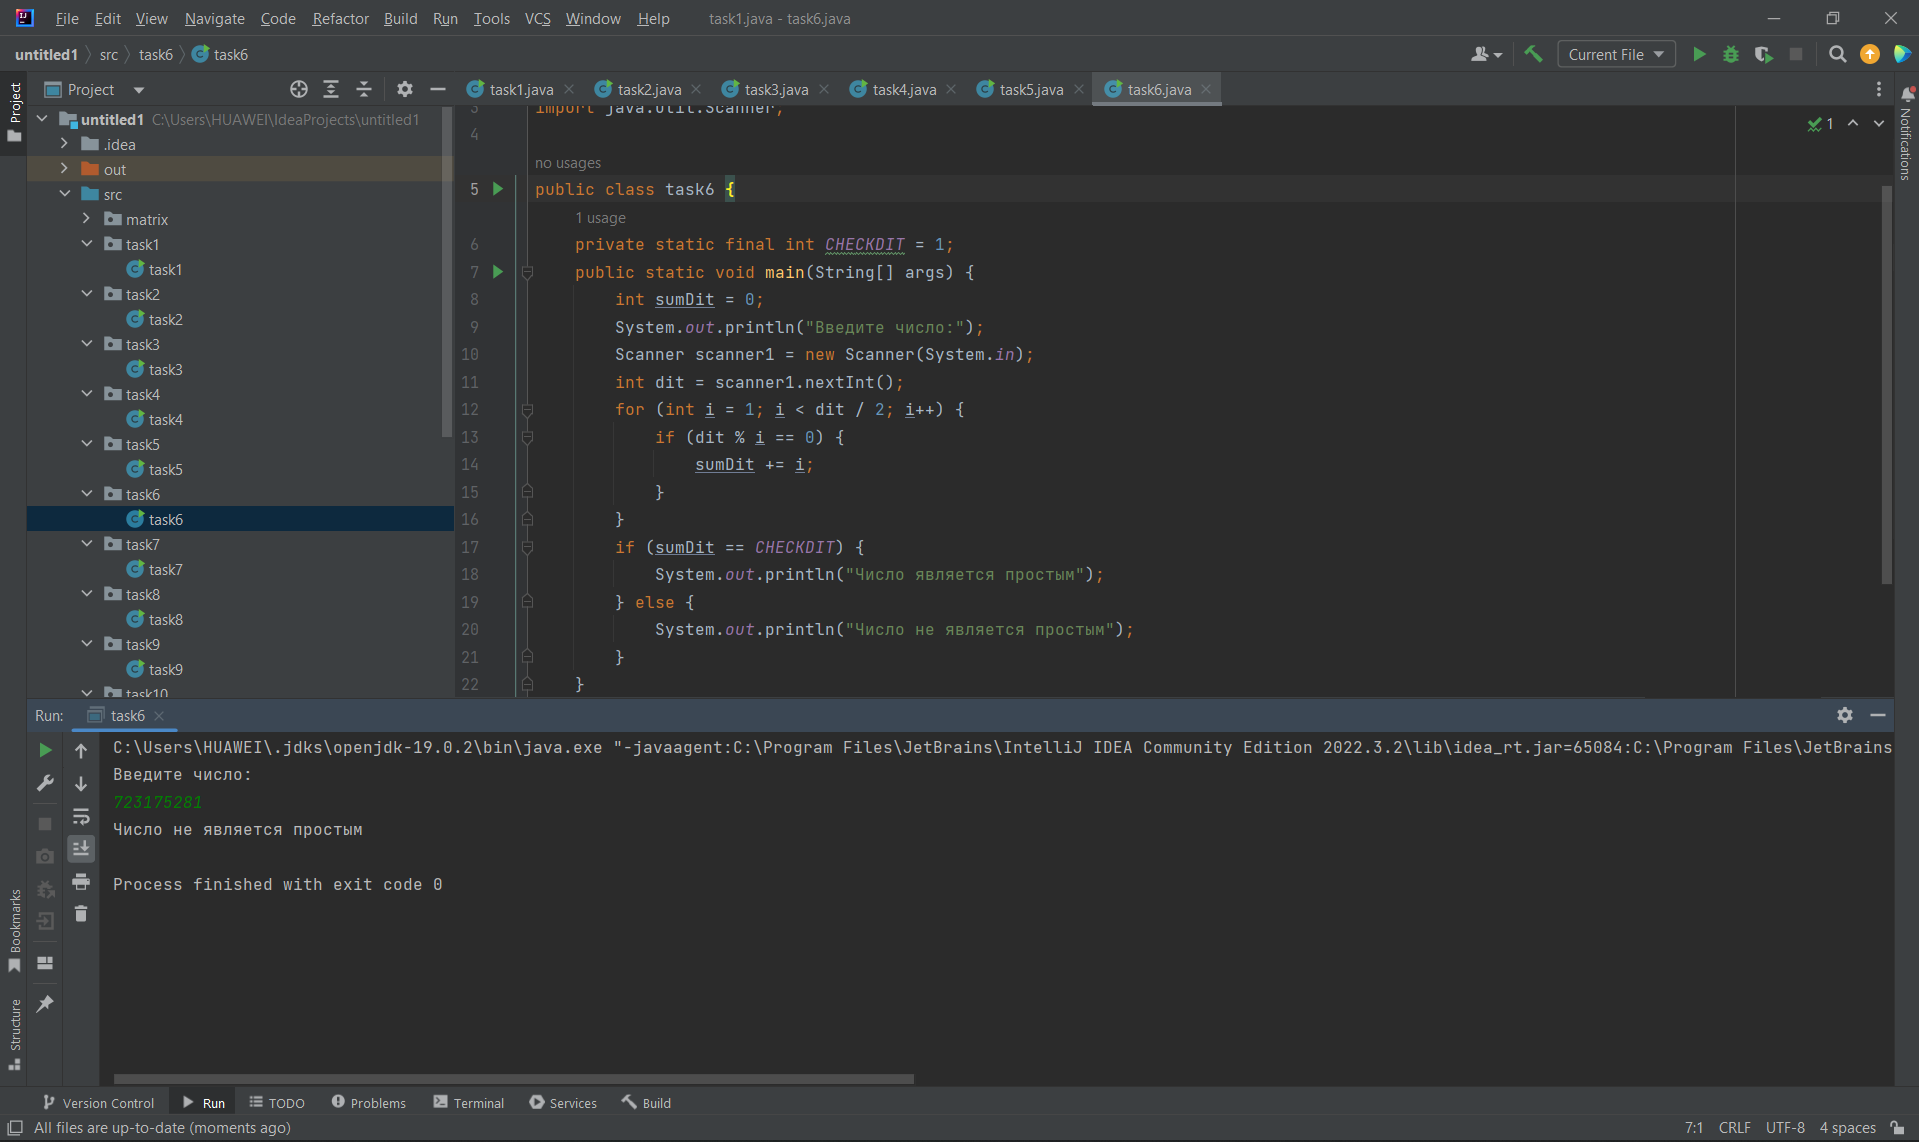 File Edit View Navigate Code Refactor Build Run Tools VCS Window Help task1.java - task6.java
untitled1 src task6 task6 Current File
Project task1.java task2.java task3.java task4.java task5.java task6.java
Project
Notifications
untitled1 C:\Users\HUAWEI\IdeaProjects\untitled1
.idea
out
src
matrix
task1
task1
task2
task2
task3
task3
task4
task4
task5
task5
task6
task6
task7
task7
task8
task8
task9
task9
task10
1
3 import java.util.Scanner;
4
no usages
5 public class task6 {
1 usage
6 private static final int CHECKDIT = 1;
7 public static void main(String[] args) {
8 int sumDit = 0;
9 System.out.println("Введите число:");
10 Scanner scanner1 = new Scanner(System.in);
11 int dit = scanner1.nextInt();
12 for (int i = 1; i < dit / 2; i++) {
13 if (dit % i == 0) {
14 sumDit += i;
15 }
16 }
17 if (sumDit == CHECKDIT) {
18 System.out.println("Число является простым");
19 } else {
20 System.out.println("Число не является простым");
21 }
22 }
Run: task6
C:\Users\HUAWEI\.jdks\openjdk-19.0.2\bin\java.exe "-javaagent:C:\Program Files\JetBrains\IntelliJ IDEA Community Edition 2022.3.2\lib\idea_rt.jar=65084:C:\Program Files\JetBrains
Введите число:
723175281
Число не является простым
Process finished with exit code 0
Bookmarks
Structure
Version Control Run TODO Problems Terminal Services Build
All files are up-to-date (moments ago) 7:1 CRLF UTF-8 4 spaces